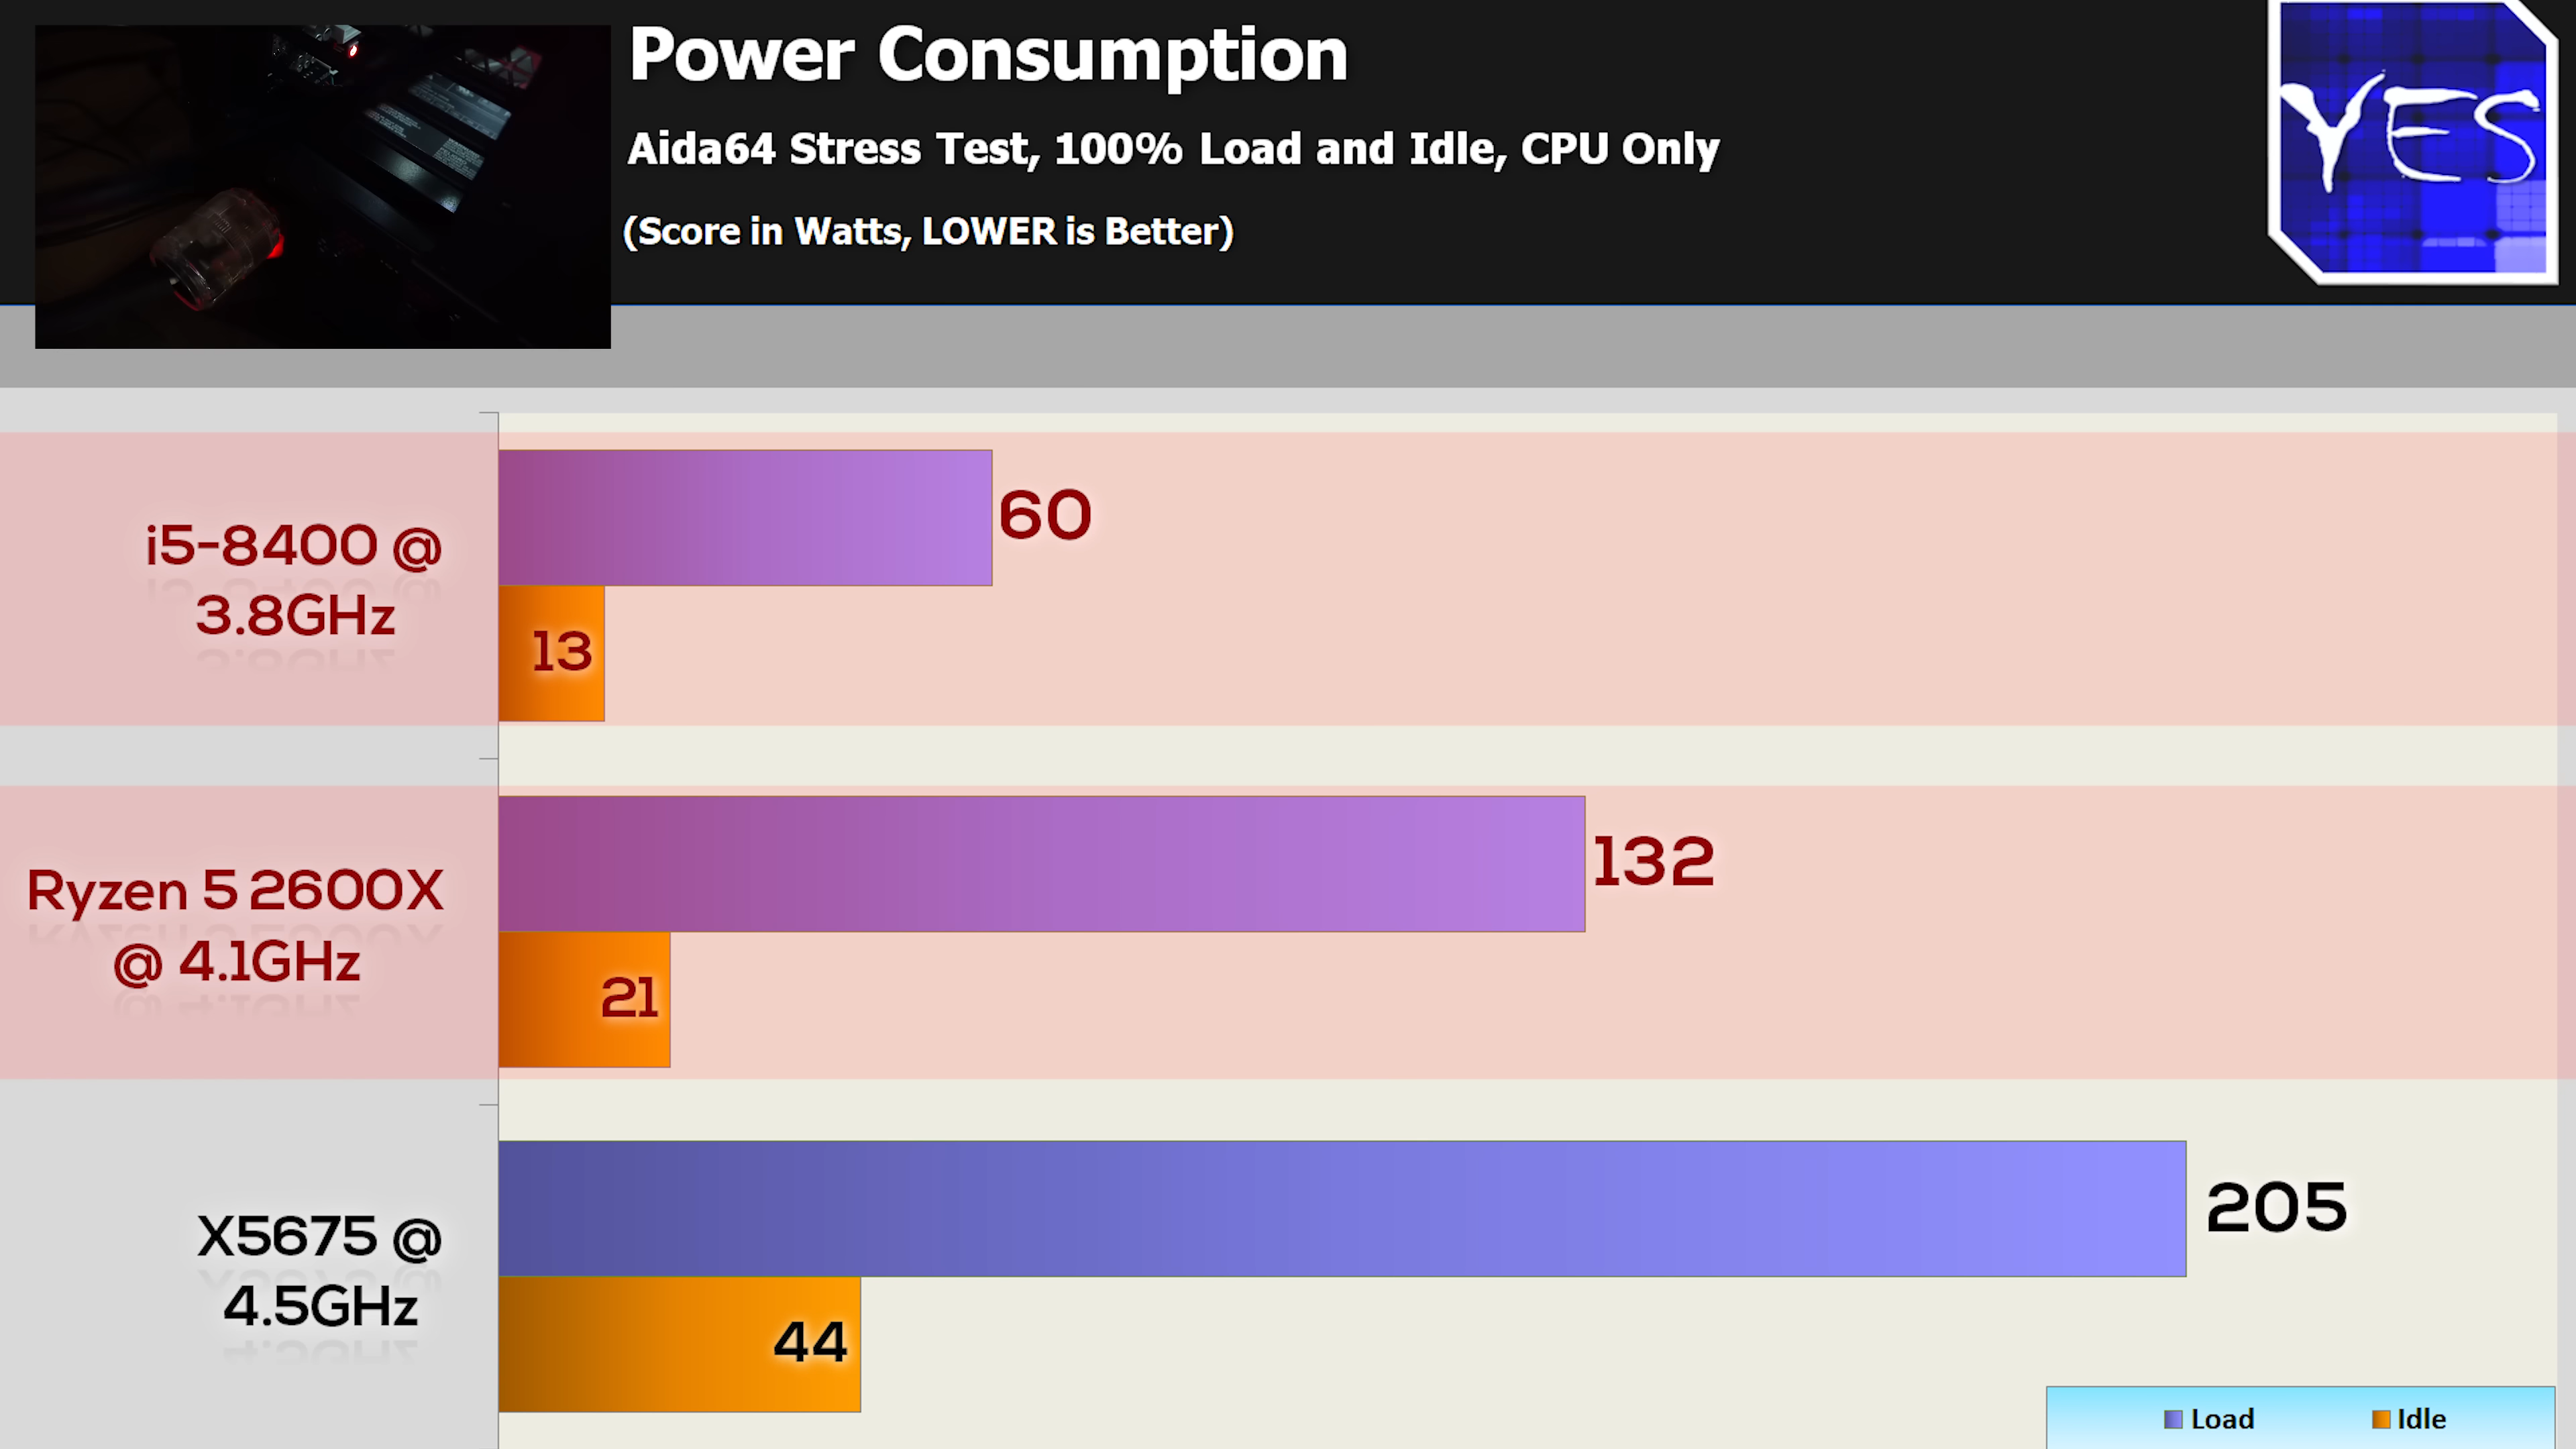 Power Consumption
Aida64 Stress Test, 100% Load and Idle, CPU Only
(Score in Watts, LOWER is Better)
YES
i5-8400 @
3.8GHz
60
13
Ryzen 5 2600X
@ 4.1GHz
132
21
X5675 @
4.5GHz
205
44
Load
Idle